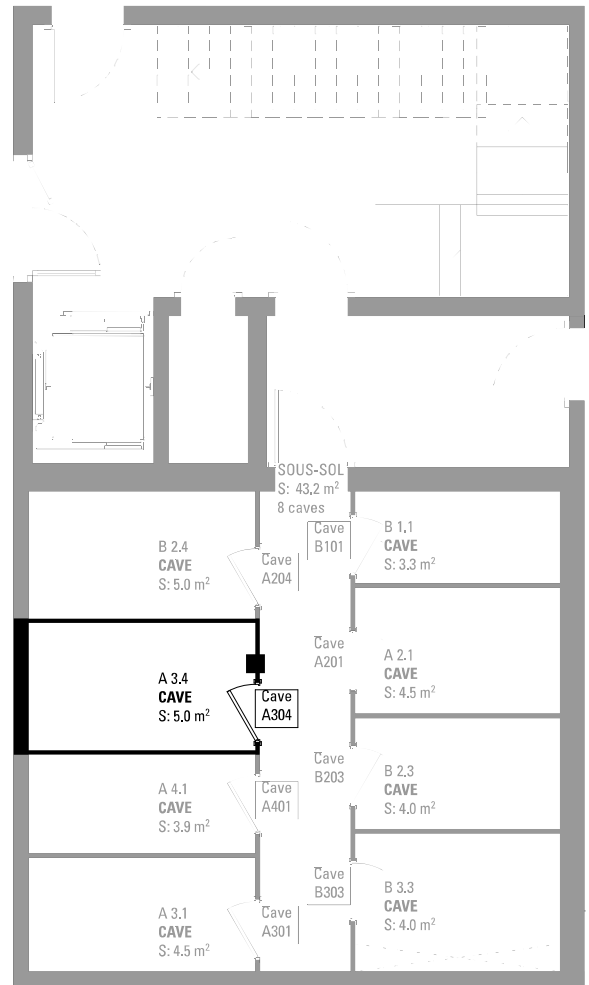 SOUS-SOL
S: 43,2 m²
8 caves
Cave
B101
B 1.1
CAVE
S: 3.3 m²
B 2.4
CAVE
S: 5.0 m²
Cave
A204
Cave
A201
A 2.1
CAVE
S: 4.5 m²
A 3.4
CAVE
S: 5.0 m²
Cave
A304
Cave
B203
B 2.3
CAVE
S: 4.0 m²
A 4.1
CAVE
S: 3.9 m²
Cave
A401
Cave
B303
B 3.3
CAVE
S: 4.0 m²
A 3.1
CAVE
S: 4.5 m²
Cave
A301